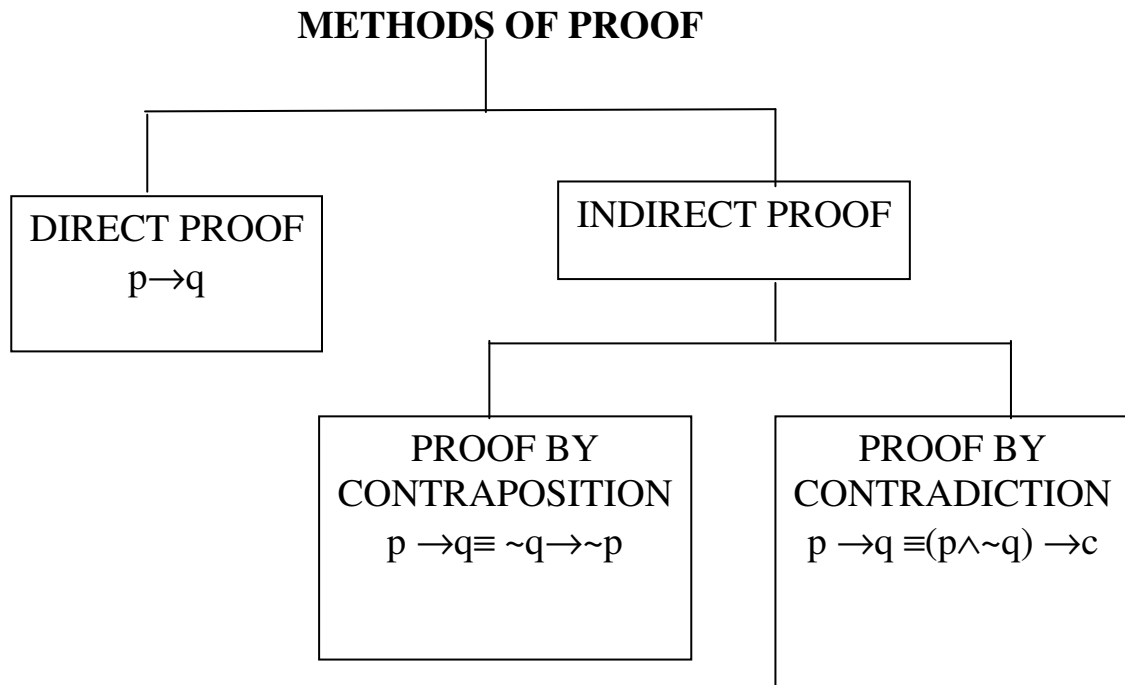 METHODS OF PROOF
DIRECT PROOF
p→q
INDIRECT PROOF
PROOF BY
CONTRAPOSITION
p →q≡ ~q→~p
PROOF BY
CONTRADICTION
p →q ≡(p∧~q) →c